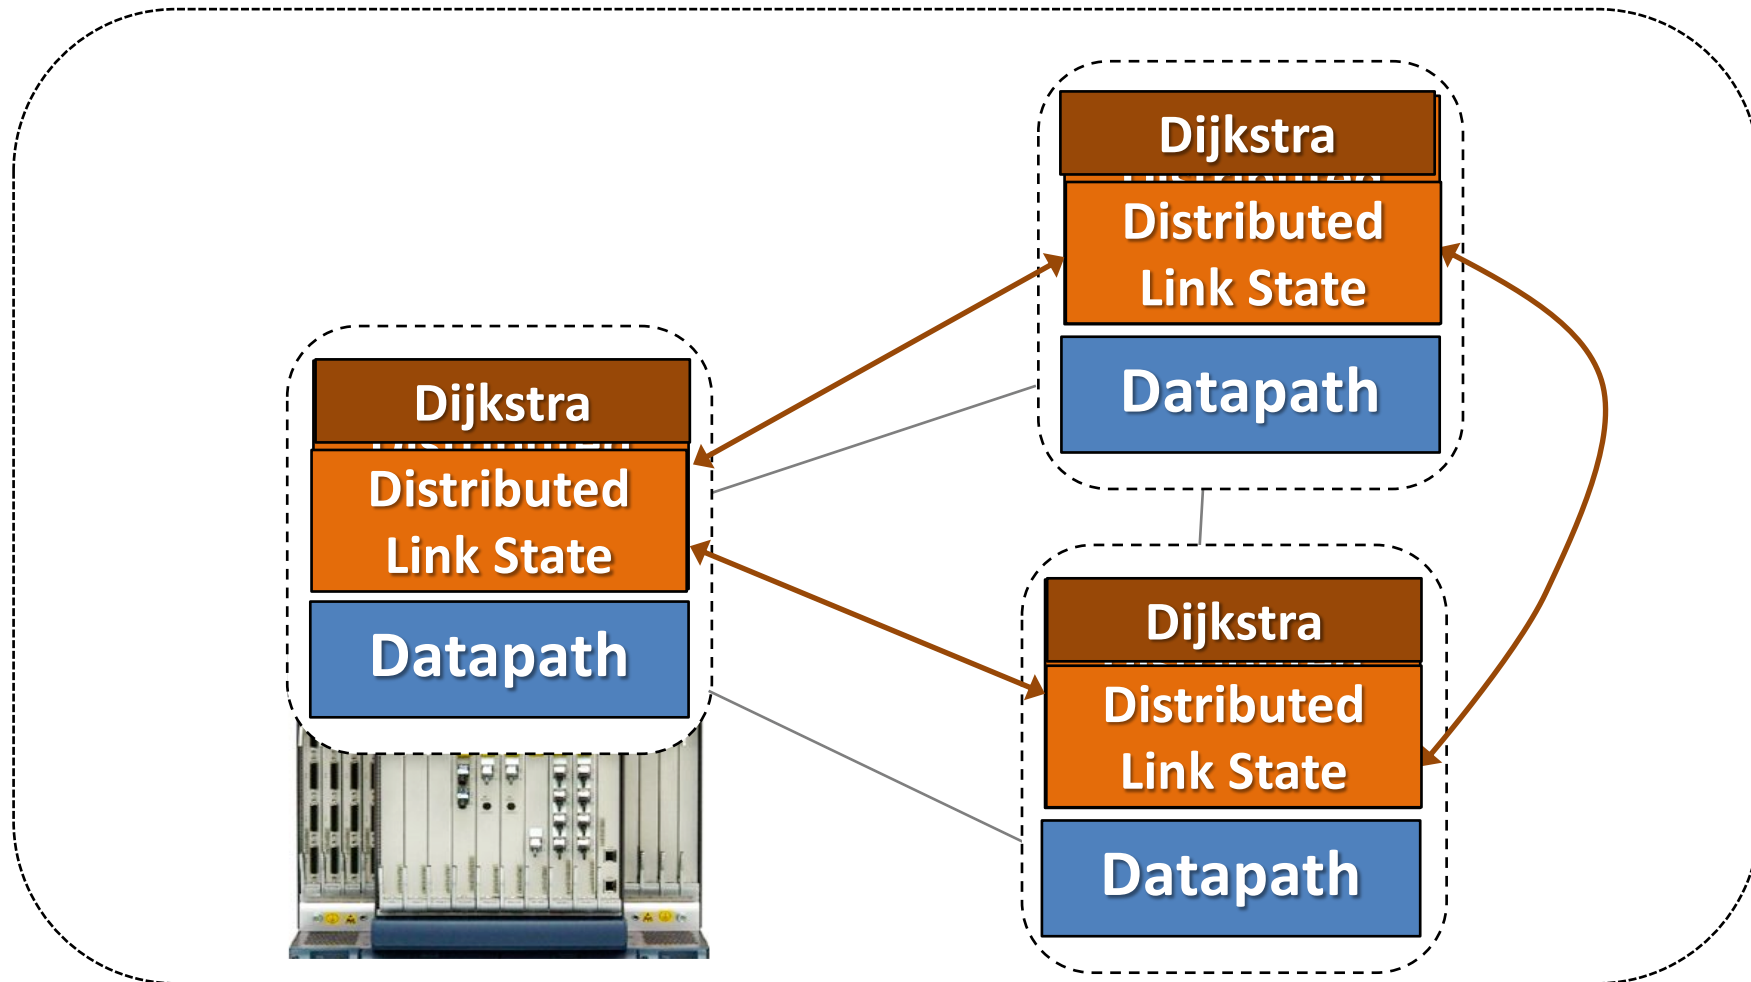 Dijkstra
Distributed
Link State
Datapath
Dijkstra
Distributed
Link State
Datapath
Dijkstra
Distributed
Link State
Datapath